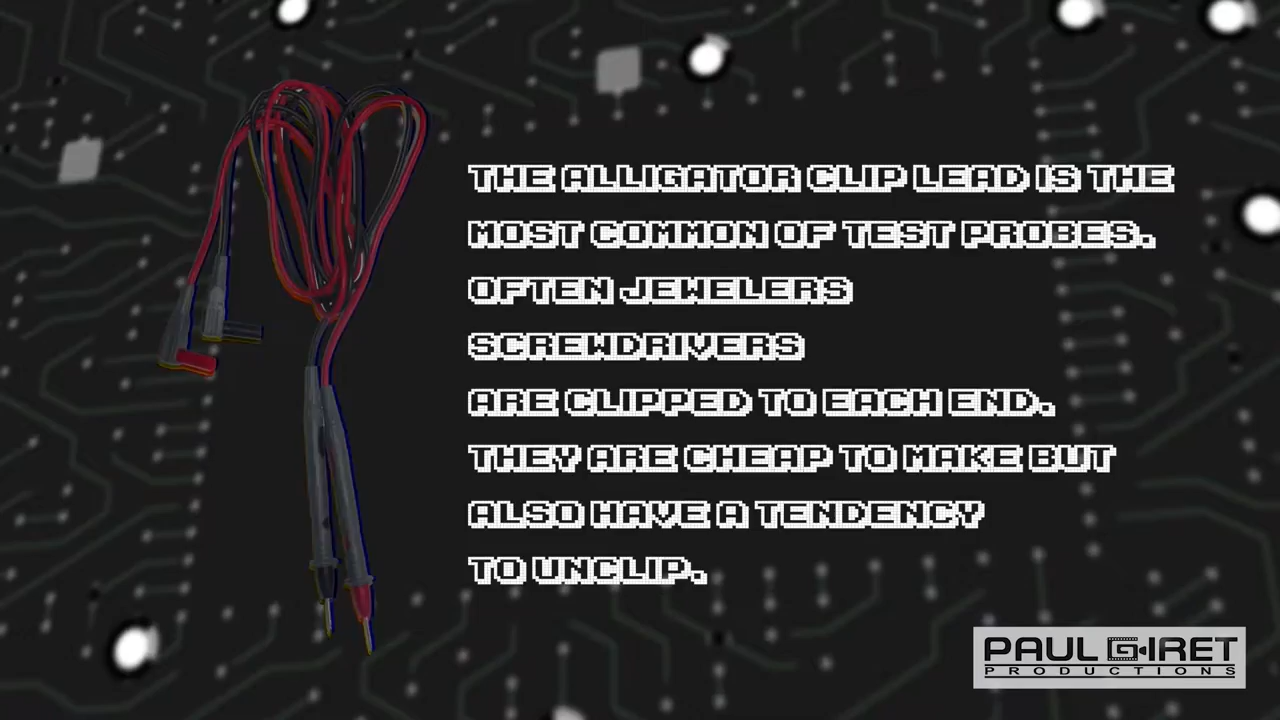 THE ALLIGATOR CLIP LEAD IS THE
MOST COMMON OF TEST PROBES.
OFTEN JEWELERS
SCREWDRIVERS
ARE CLIPPED TO EACH END.
THEY ARE CHEAP TO MAKE BUT
ALSO HAVE A TENDENCY
TO UNCLIP.
PAUL GIRET
PRODUCTIONS